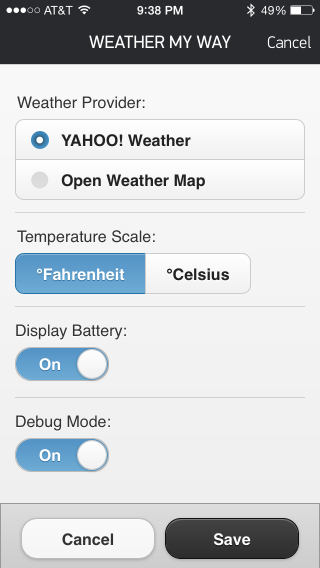 AT&T 9:38 PM 49%
WEATHER MY WAY Cancel
Weather Provider:
YAHOO! Weather
Open Weather Map
Temperature Scale:
°Fahrenheit °Celsius
Display Battery:
On
Debug Mode:
On
Cancel Save